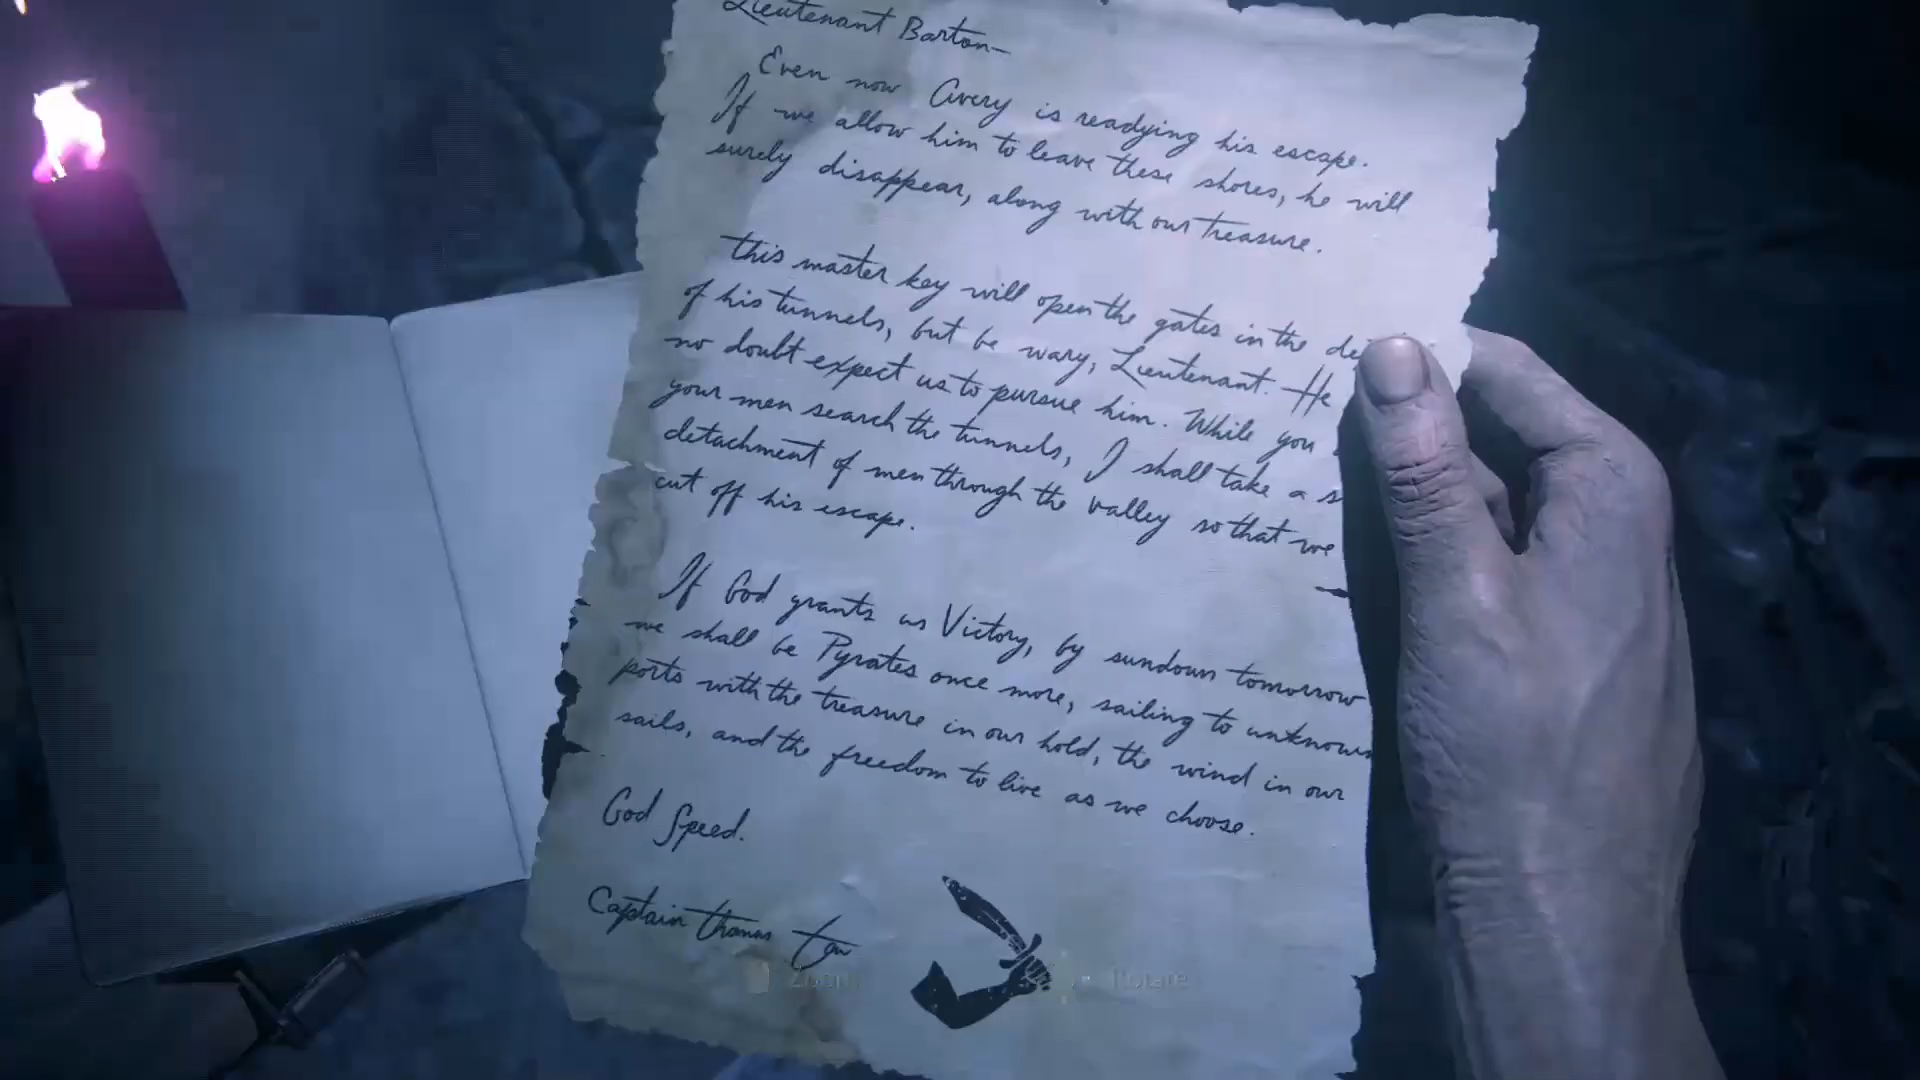 Lieutenant Barton—
Even now Avery is readying his escape.
If we allow him to leave these shores, he will
surely disappear, along with our treasure.
This master key will open the gates in the
of his tunnels, but be wary, Lieutenant. He
no doubt expect us to pursue him. While you
your men search the tunnels, I shall take a
detachment of men through the valley so that we
cut off his escape.
If God grants us Victory, by sundown tomorrow
we shall be Pyrates once more, sailing to unknown
ports with the treasure in our hold, the wind in our
sails, and the freedom to live as we choose.
God Speed.
Captain Thomas Tew
Zoom
Rotate